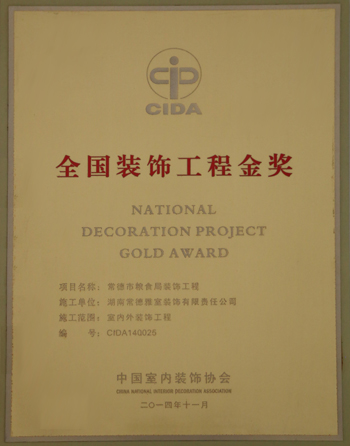 CIDA
全国装饰工程金奖
NATIONAL
DECORATION PROJECT
GOLD AWARD
项目名称：常德市粮食局装饰工程
施工单位：湖南常德雅室装饰有限责任公司
施工范围：室内外装饰工程
编 号：CIDA140025
中国室内装饰协会
CHINA NATIONAL INTERIOR DECORATION ASSOCIATION
二〇一四年十一月